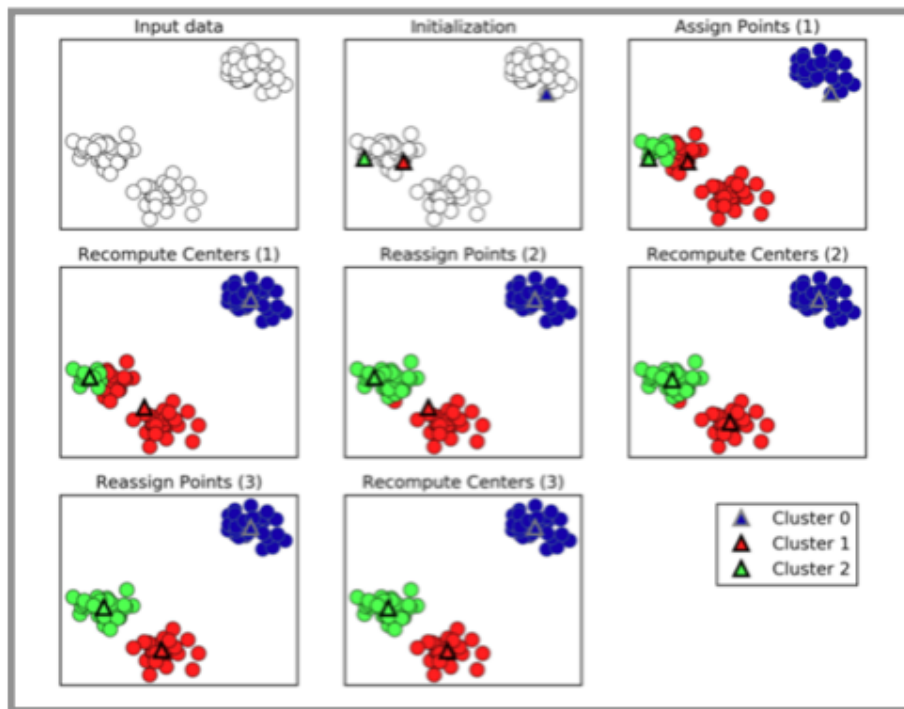 Input data
Initialization
Assign Points (1)
Recompute Centers (1)
Reassign Points (2)
Recompute Centers (2)
Reassign Points (3)
Recompute Centers (3)
Cluster 0
Cluster 1
Cluster 2